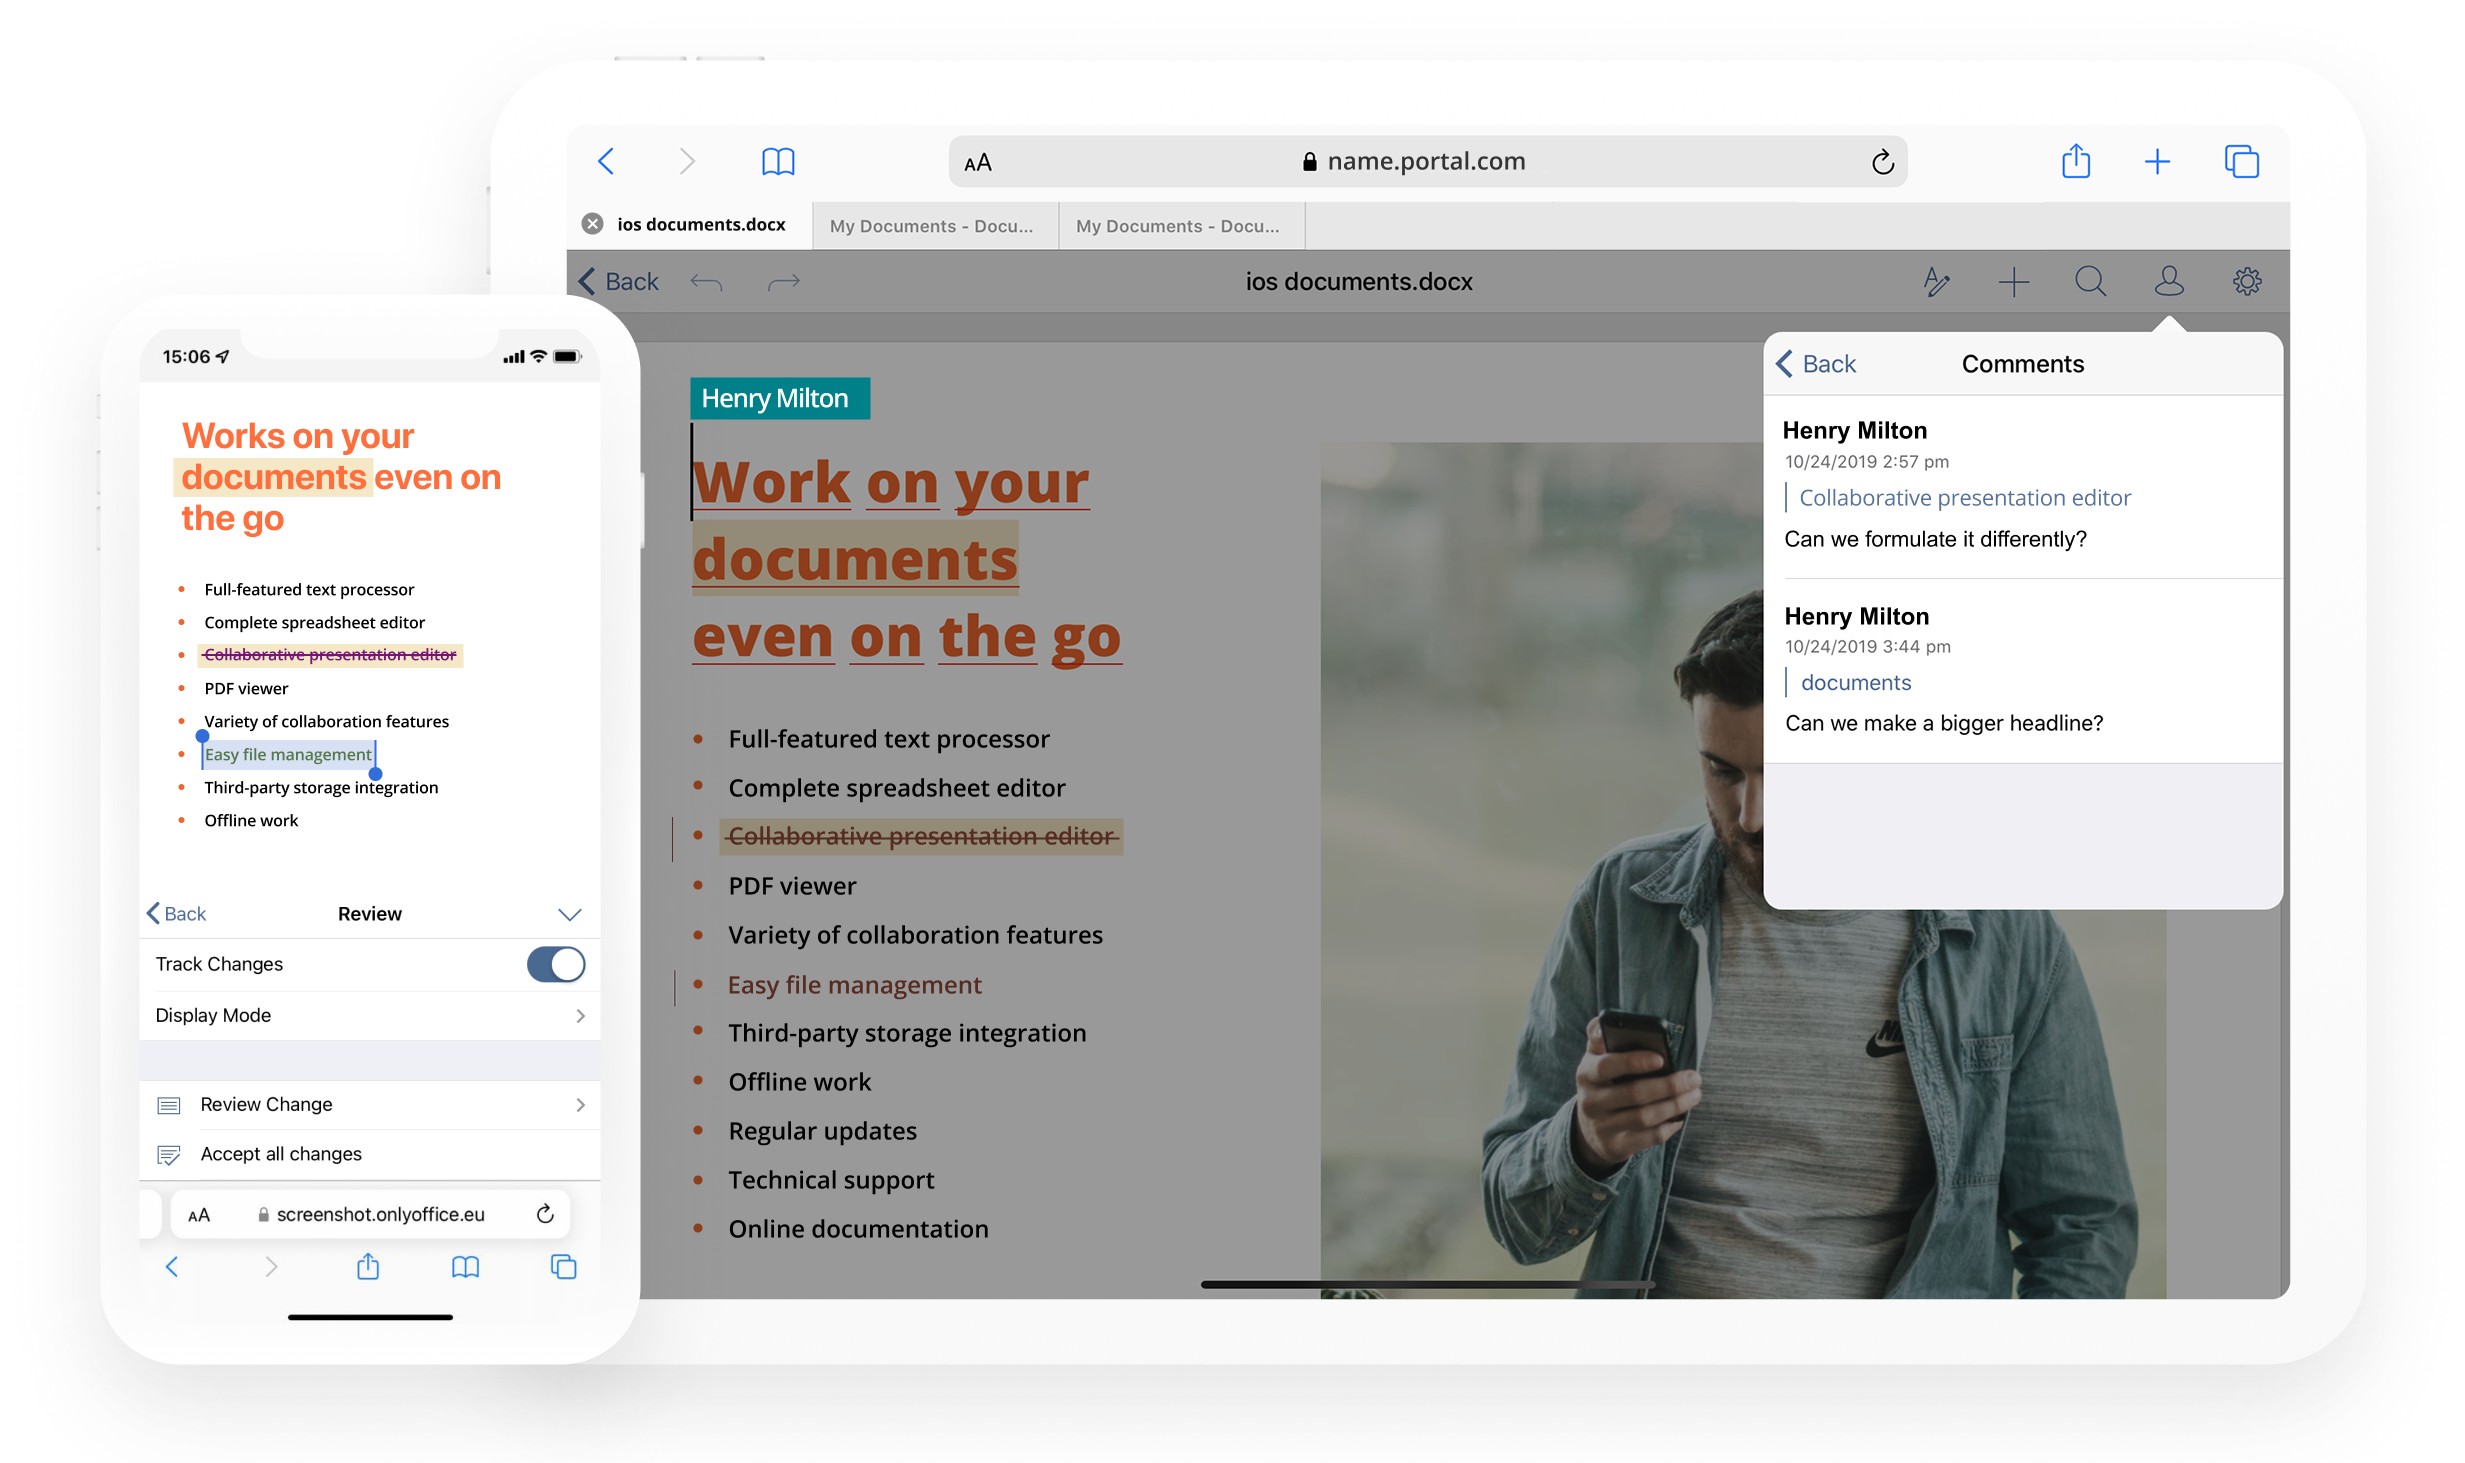 name.portal.com
AA
ios documents.docx
My Documents - Docu...
My Documents - Docu...
Back
ios documents.docx
Henry Milton
Work on your
documents
even on the go
Full-featured text processor
Complete spreadsheet editor
Collaborative presentation editor
PDF viewer
Variety of collaboration features
Easy file management
Third-party storage integration
Offline work
Regular updates
Technical support
Online documentation
Back
Comments
Henry Milton
10/24/2019 2:57 pm
Collaborative presentation editor
Can we formulate it differently?
Henry Milton
10/24/2019 3:44 pm
documents
Can we make a bigger headline?
15:06
Works on your
documents even on
the go
Full-featured text processor
Complete spreadsheet editor
Collaborative presentation editor
PDF viewer
Variety of collaboration features
Easy file management
Third-party storage integration
Offline work
Back
Review
Track Changes
Display Mode
Review Change
Accept all changes
AA
screenshot.onlyoffice.eu